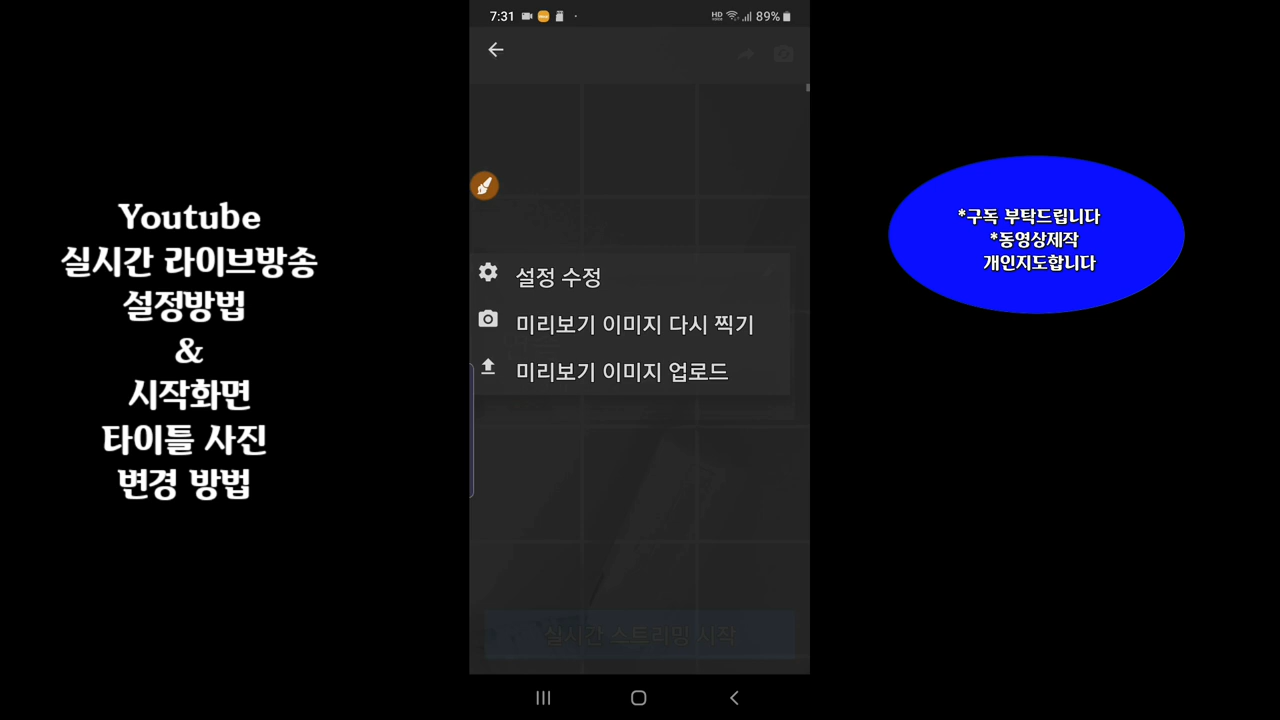 7:31
HD
89%
Youtube
실시간 라이브방송
설정방법
&
시작화면
타이틀 사진
변경 방법
설정 수정
미리보기 이미지 다시 찍기
미리보기 이미지 업로드
실시간 스트리밍 시작
*구독 부탁드립니다
*동영상제작
개인지도합니다